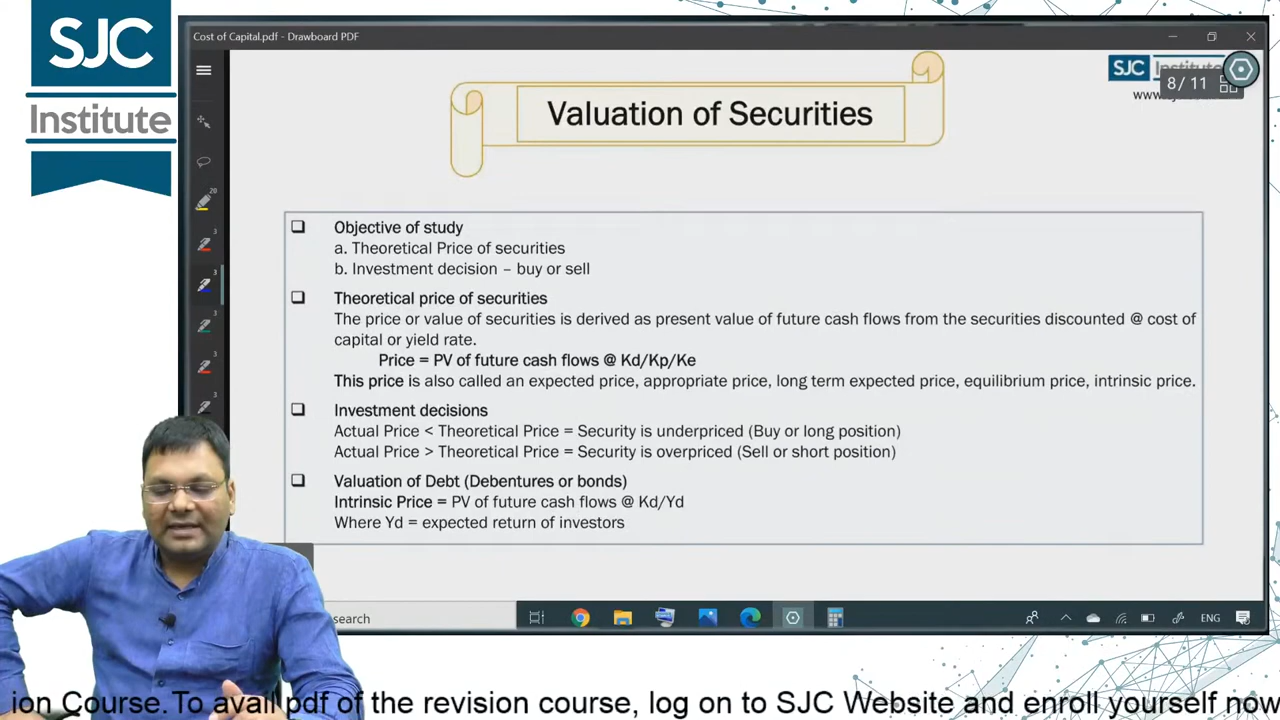 SJC
Institute
Cost of Capital.pdf - Drawboard PDF
SJC
8 / 11
Valuation of Securities
Objective of study
a. Theoretical Price of securities
b. Investment decision – buy or sell
Theoretical price of securities
The price or value of securities is derived as present value of future cash flows from the securities discounted @ cost of
capital or yield rate.
Price = PV of future cash flows @ Kd/Kp/Ke
This price is also called an expected price, appropriate price, long term expected price, equilibrium price, intrinsic price.
Investment decisions
Actual Price < Theoretical Price = Security is underpriced (Buy or long position)
Actual Price > Theoretical Price = Security is overpriced (Sell or short position)
Valuation of Debt (Debentures or bonds)
Intrinsic Price = PV of future cash flows @ Kd/Yd
Where Yd = expected return of investors
20
3
3
3
3
3
search
ENG
ion Course. To avail pdf of the revision course, log on to SJC Website and enroll yourself now